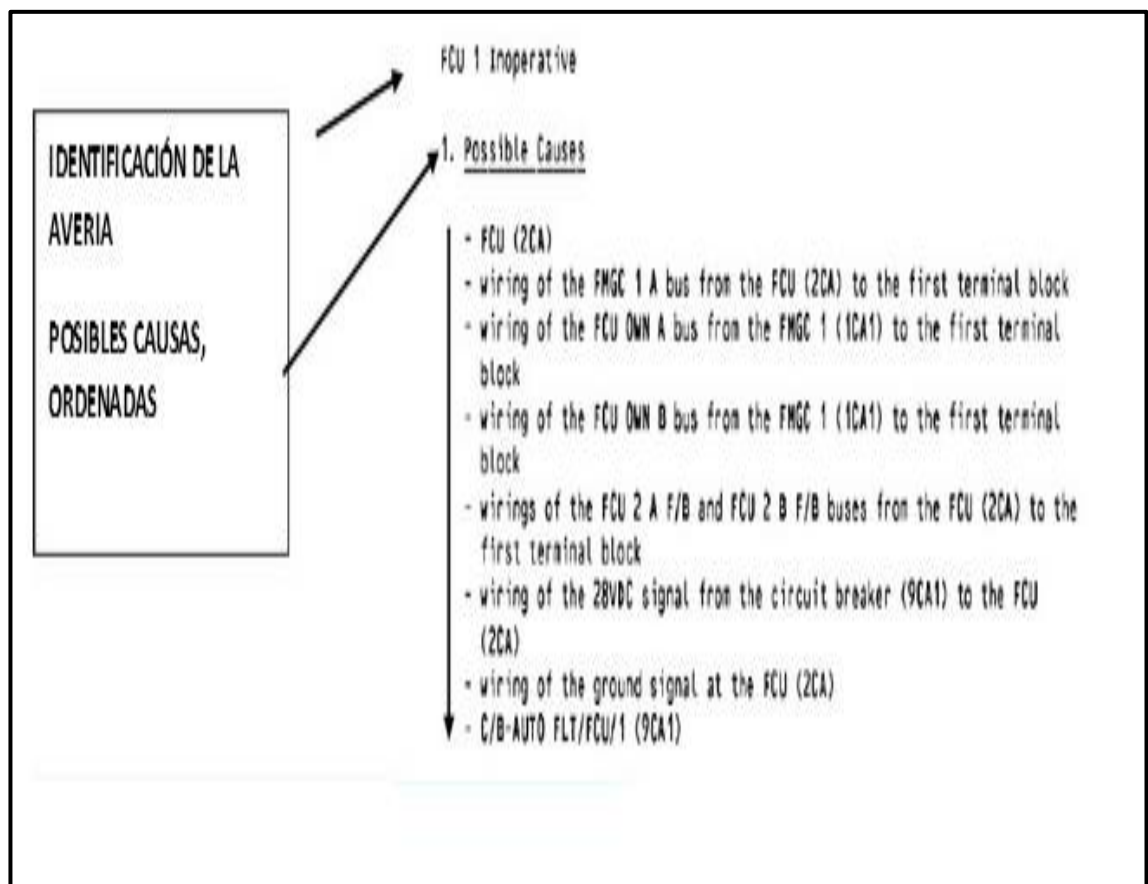 IDENTIFICACIÓN DE LA
AVERIA
POSIBLES CAUSAS,
ORDENADAS
FCU 1 Inoperative
1. Possible Causes
- FCU (2CA)
- wiring of the FMGC 1 A bus from the FCU (2CA) to the first terminal block
- wiring of the FCU OWN A bus from the FMGC 1 (1CA1) to the first terminal
block
- wiring of the FCU OWN B bus from the FMGC 1 (1CA1) to the first terminal
block
- wirings of the FCU 2 A F/B and FCU 2 B F/B buses from the FCU (2CA) to the
first terminal block
- wiring of the 28VDC signal from the circuit breaker (9CA1) to the FCU
(2CA)
- wiring of the ground signal at the FCU (2CA)
- C/B-AUTO FLT/FCU/1 (9CA1)